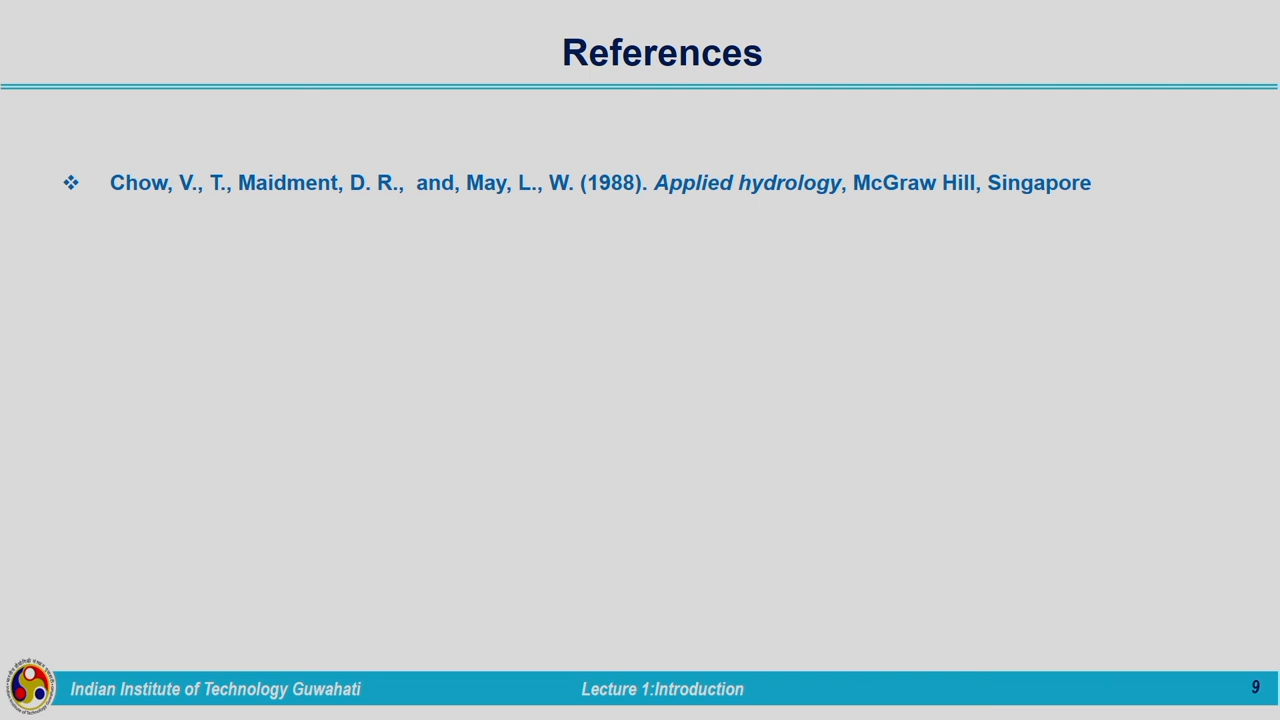 References
❖ Chow, V., T., Maidment, D. R., and, May, L., W. (1988). Applied hydrology, McGraw Hill, Singapore
Indian Institute of Technology Guwahati
Lecture 1:Introduction
9